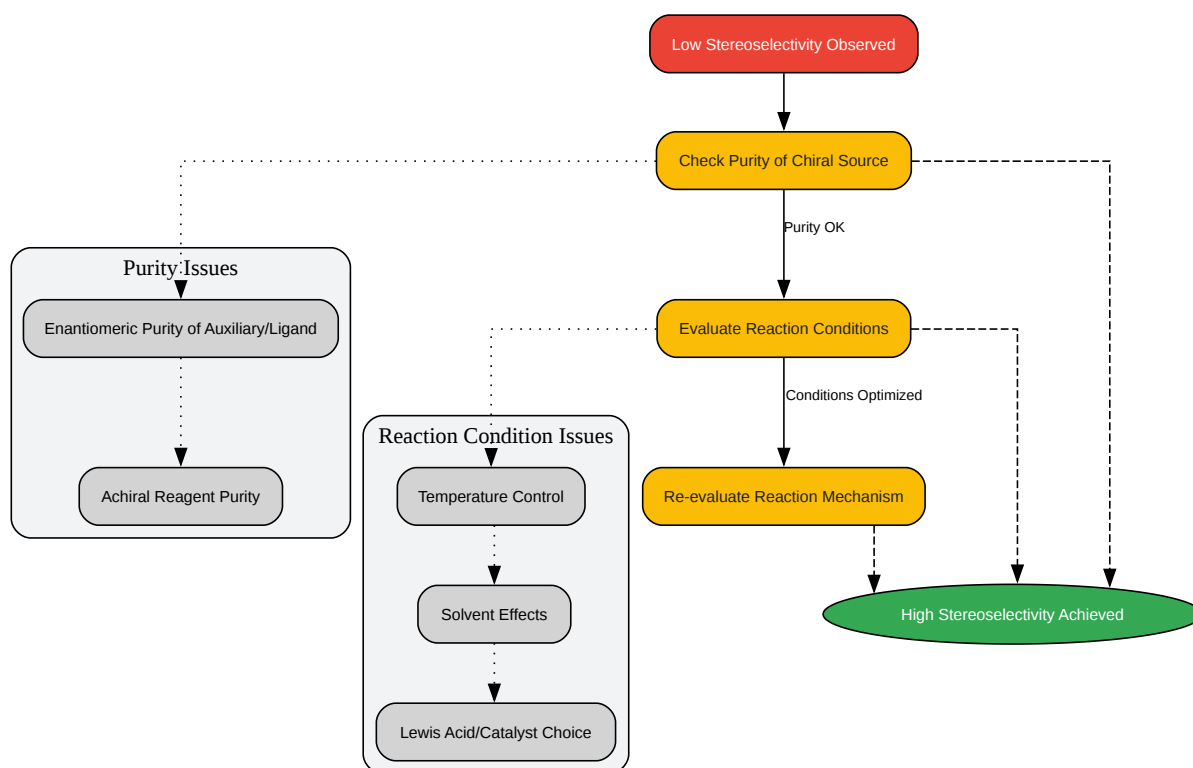 Low Stereoselectivity Observed
Check Purity of Chiral Source
Purity OK
Purity Issues
Enantiomeric Purity of Auxiliary/Ligand
Evaluate Reaction Conditions
Conditions Optimized
Reaction Condition Issues
Achiral Reagent Purity
Temperature Control
Re-evaluate Reaction Mechanism
Solvent Effects
High Stereoselectivity Achieved
Lewis Acid/Catalyst Choice